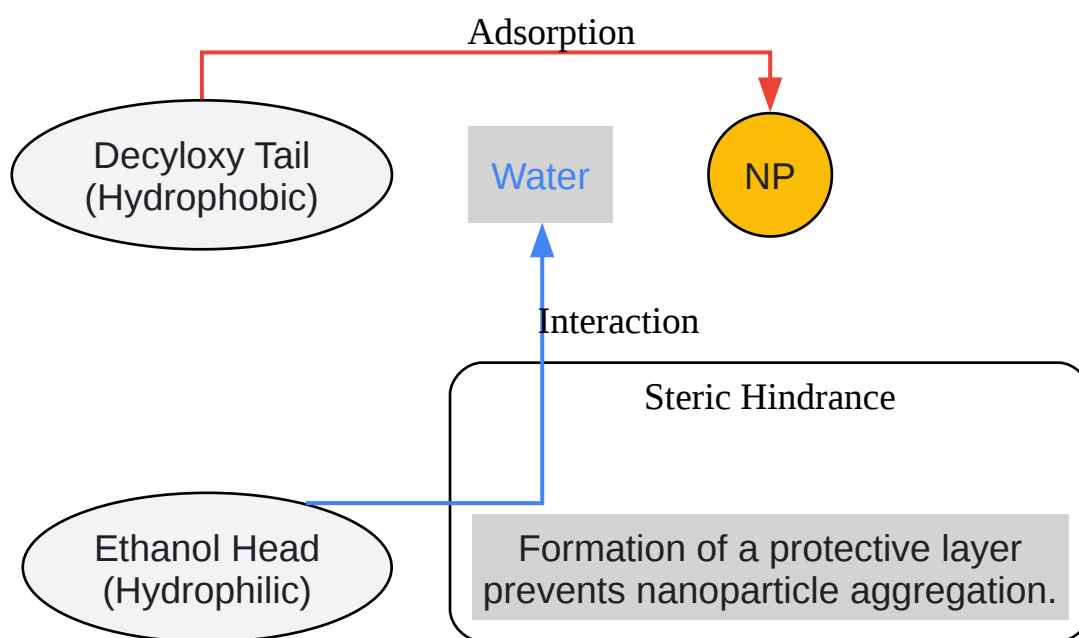 Adsorption
Decyloxy Tail
(Hydrophobic)
Water
NP
Interaction
Steric Hindrance
Ethanol Head
(Hydrophilic)
Formation of a protective layer
prevents nanoparticle aggregation.